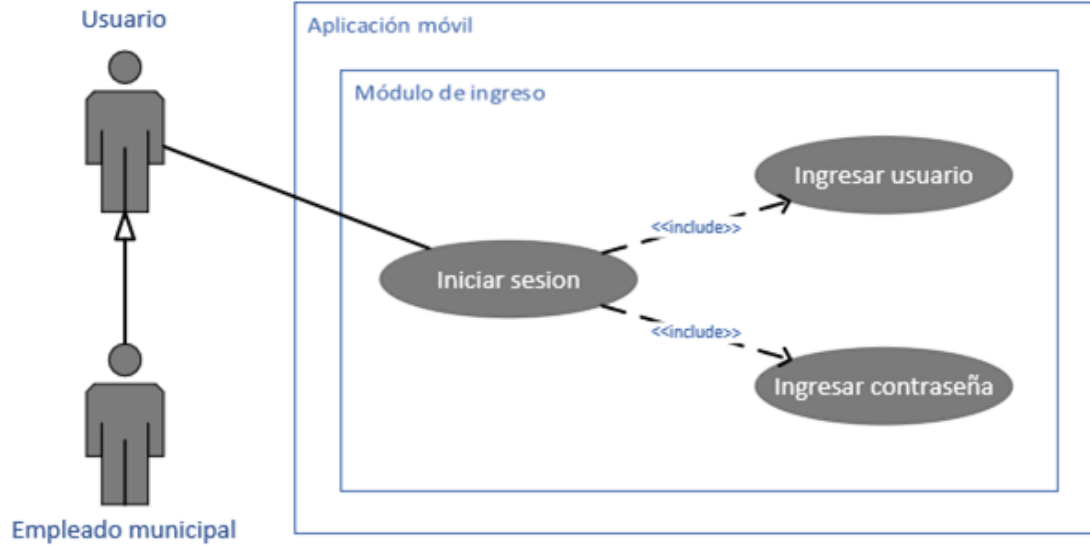 Usuario
Aplicación móvil
Módulo de ingreso
Ingresar usuario
<<include>>
Iniciar sesion
<<include>>
Ingresar contraseña
Empleado municipal